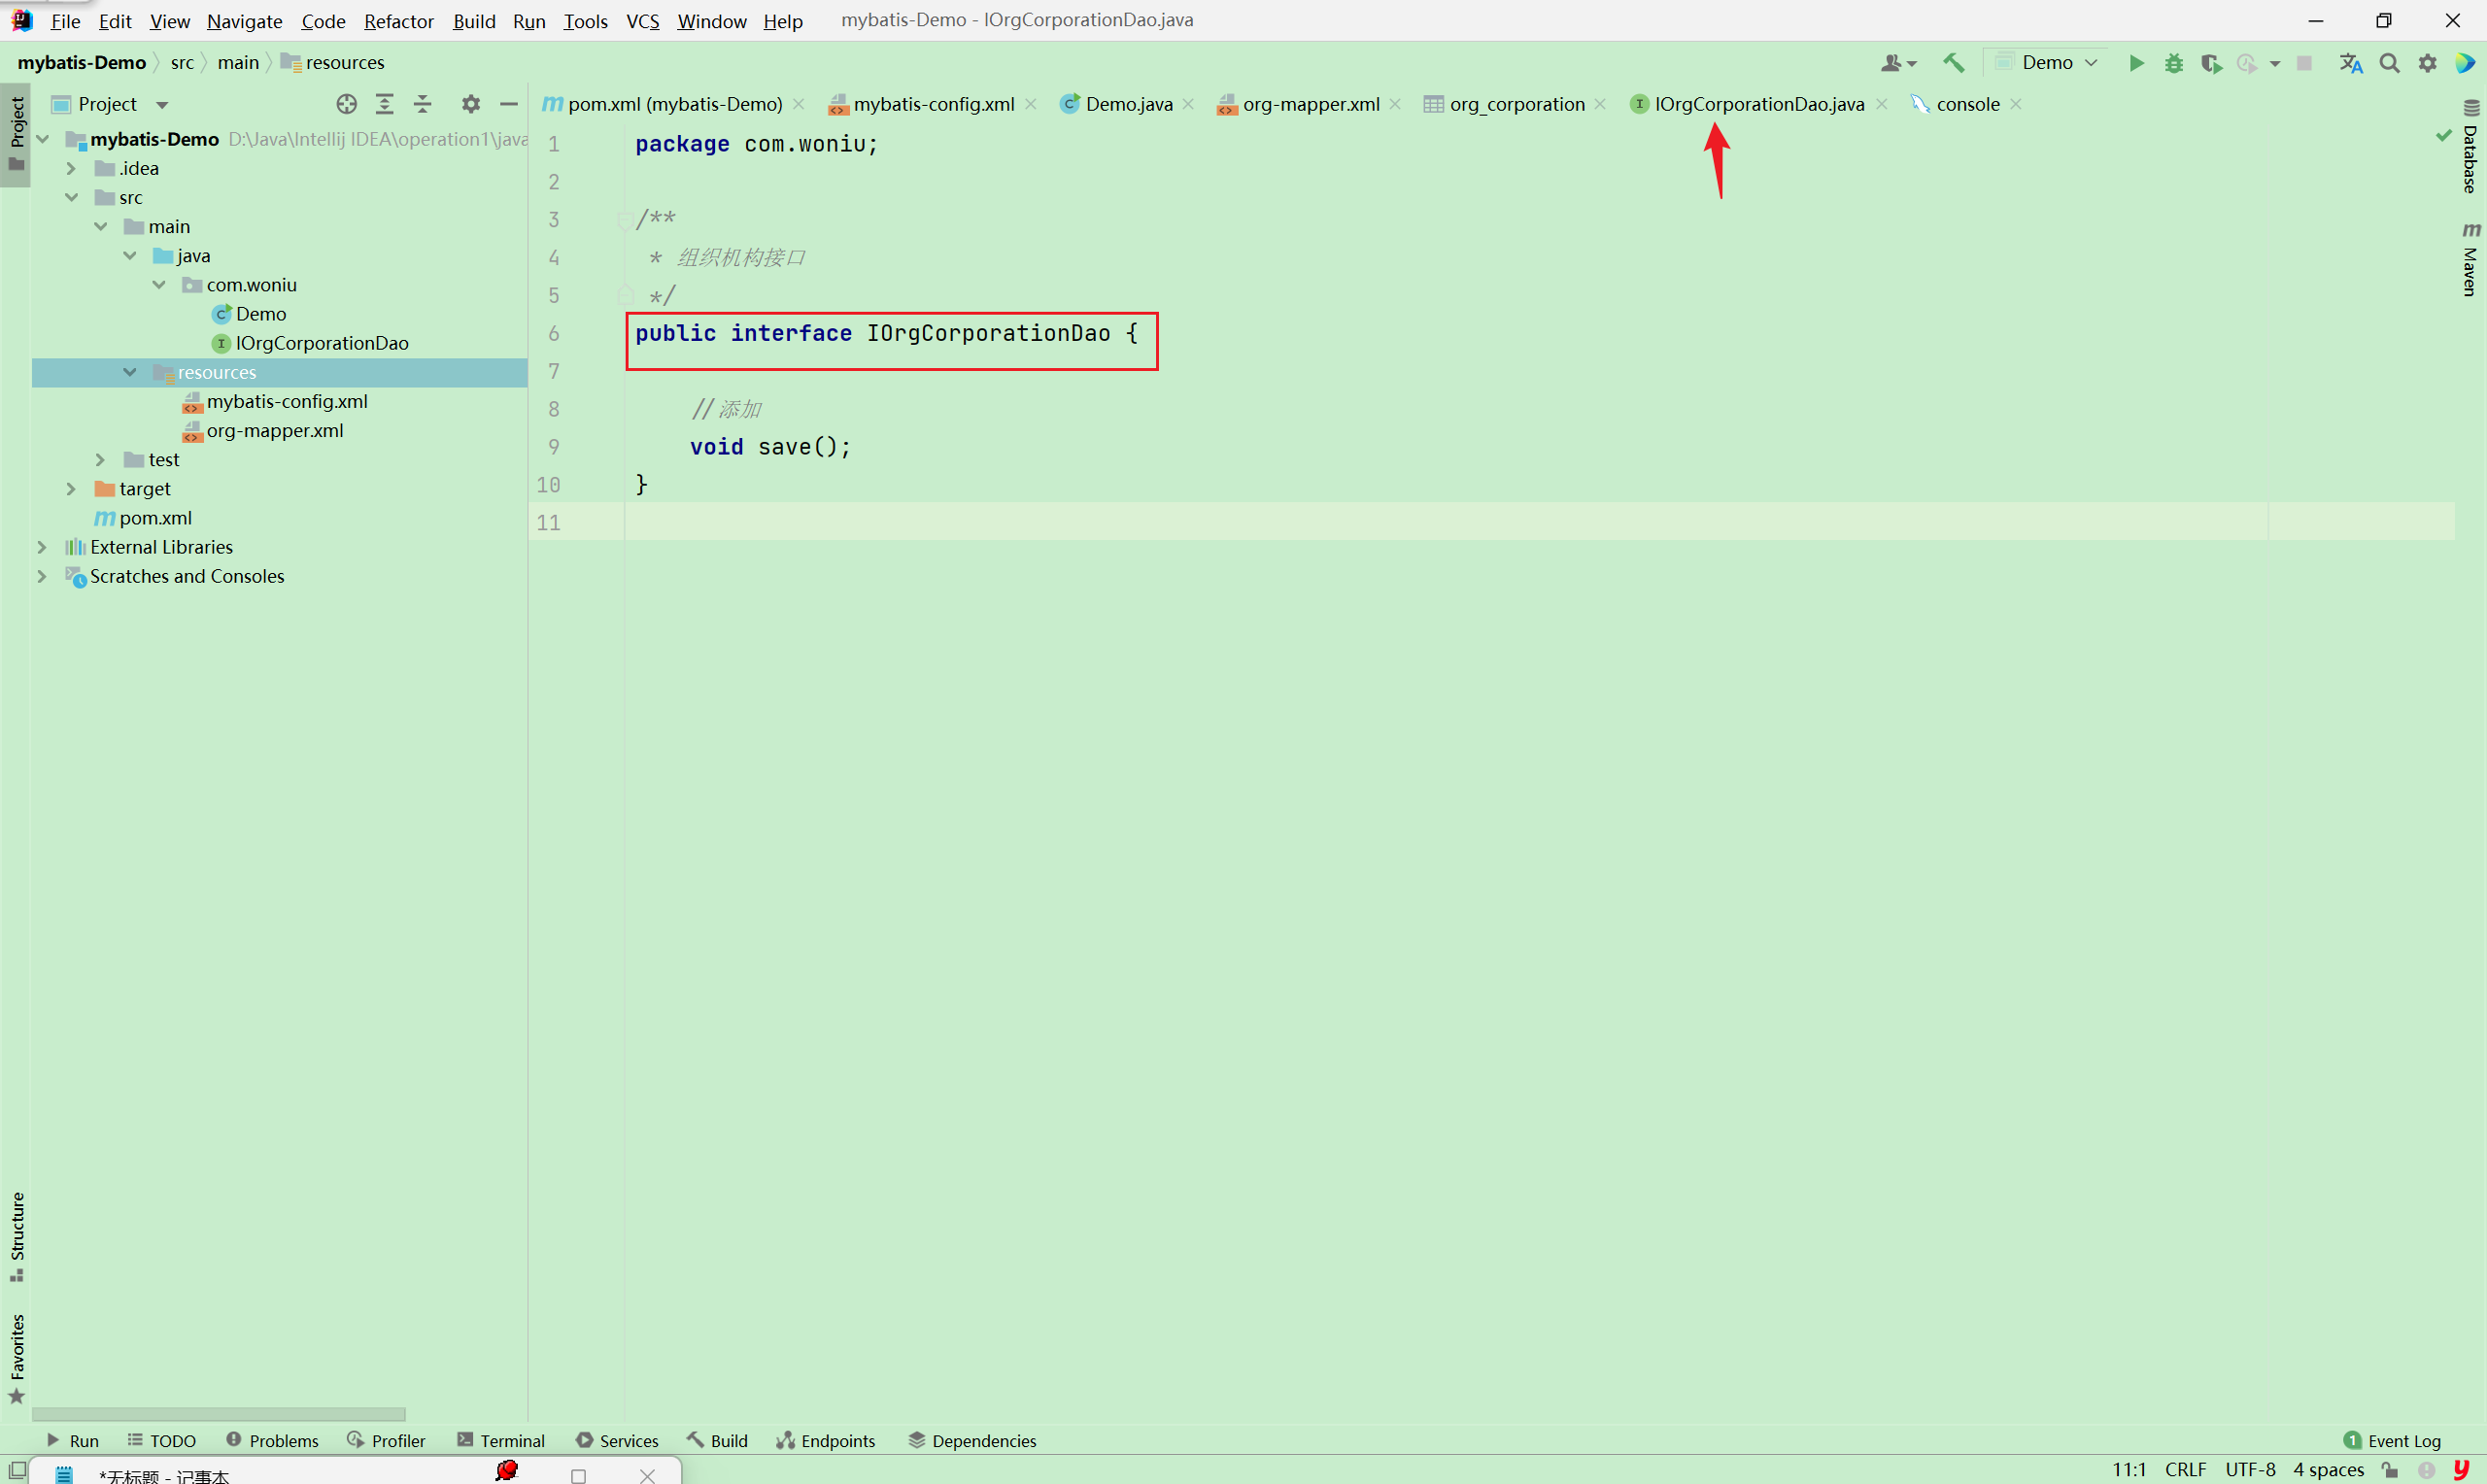 File Edit View Navigate Code Refactor Build Run Tools VCS Window Help mybatis-Demo - IOrgCorporationDao.java
mybatis-Demo src main resources
Demo
Project
pom.xml (mybatis-Demo) mybatis-config.xml Demo.java org-mapper.xml org_corporation IOrgCorporationDao.java console
Project
mybatis-Demo D:\Java\Intellij IDEA\operation1\java
.idea
src
main
java
com.woniu
Demo
IOrgCorporationDao
resources
mybatis-config.xml
org-mapper.xml
test
target
pom.xml
External Libraries
Scratches and Consoles
1 package com.woniu;
2
3 /**
4 * 组织机构接口
5 */
6 public interface IOrgCorporationDao {
7
8 //添加
9 void save();
10 }
11
Database
Maven
Structure
Favorites
Run TODO Problems Profiler Terminal Services Build Endpoints Dependencies 1 Event Log
*无标题 - 记事本
11:1 CRLF UTF-8 4 spaces